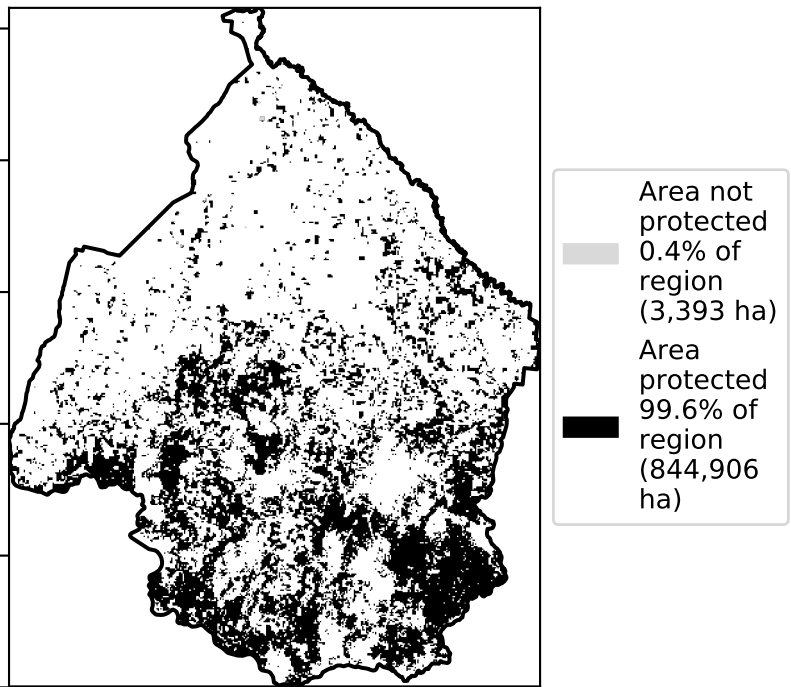 Area not
protected
0.4% of
region
(3,393 ha)
Area
protected
99.6% of
region
(844,906
ha)